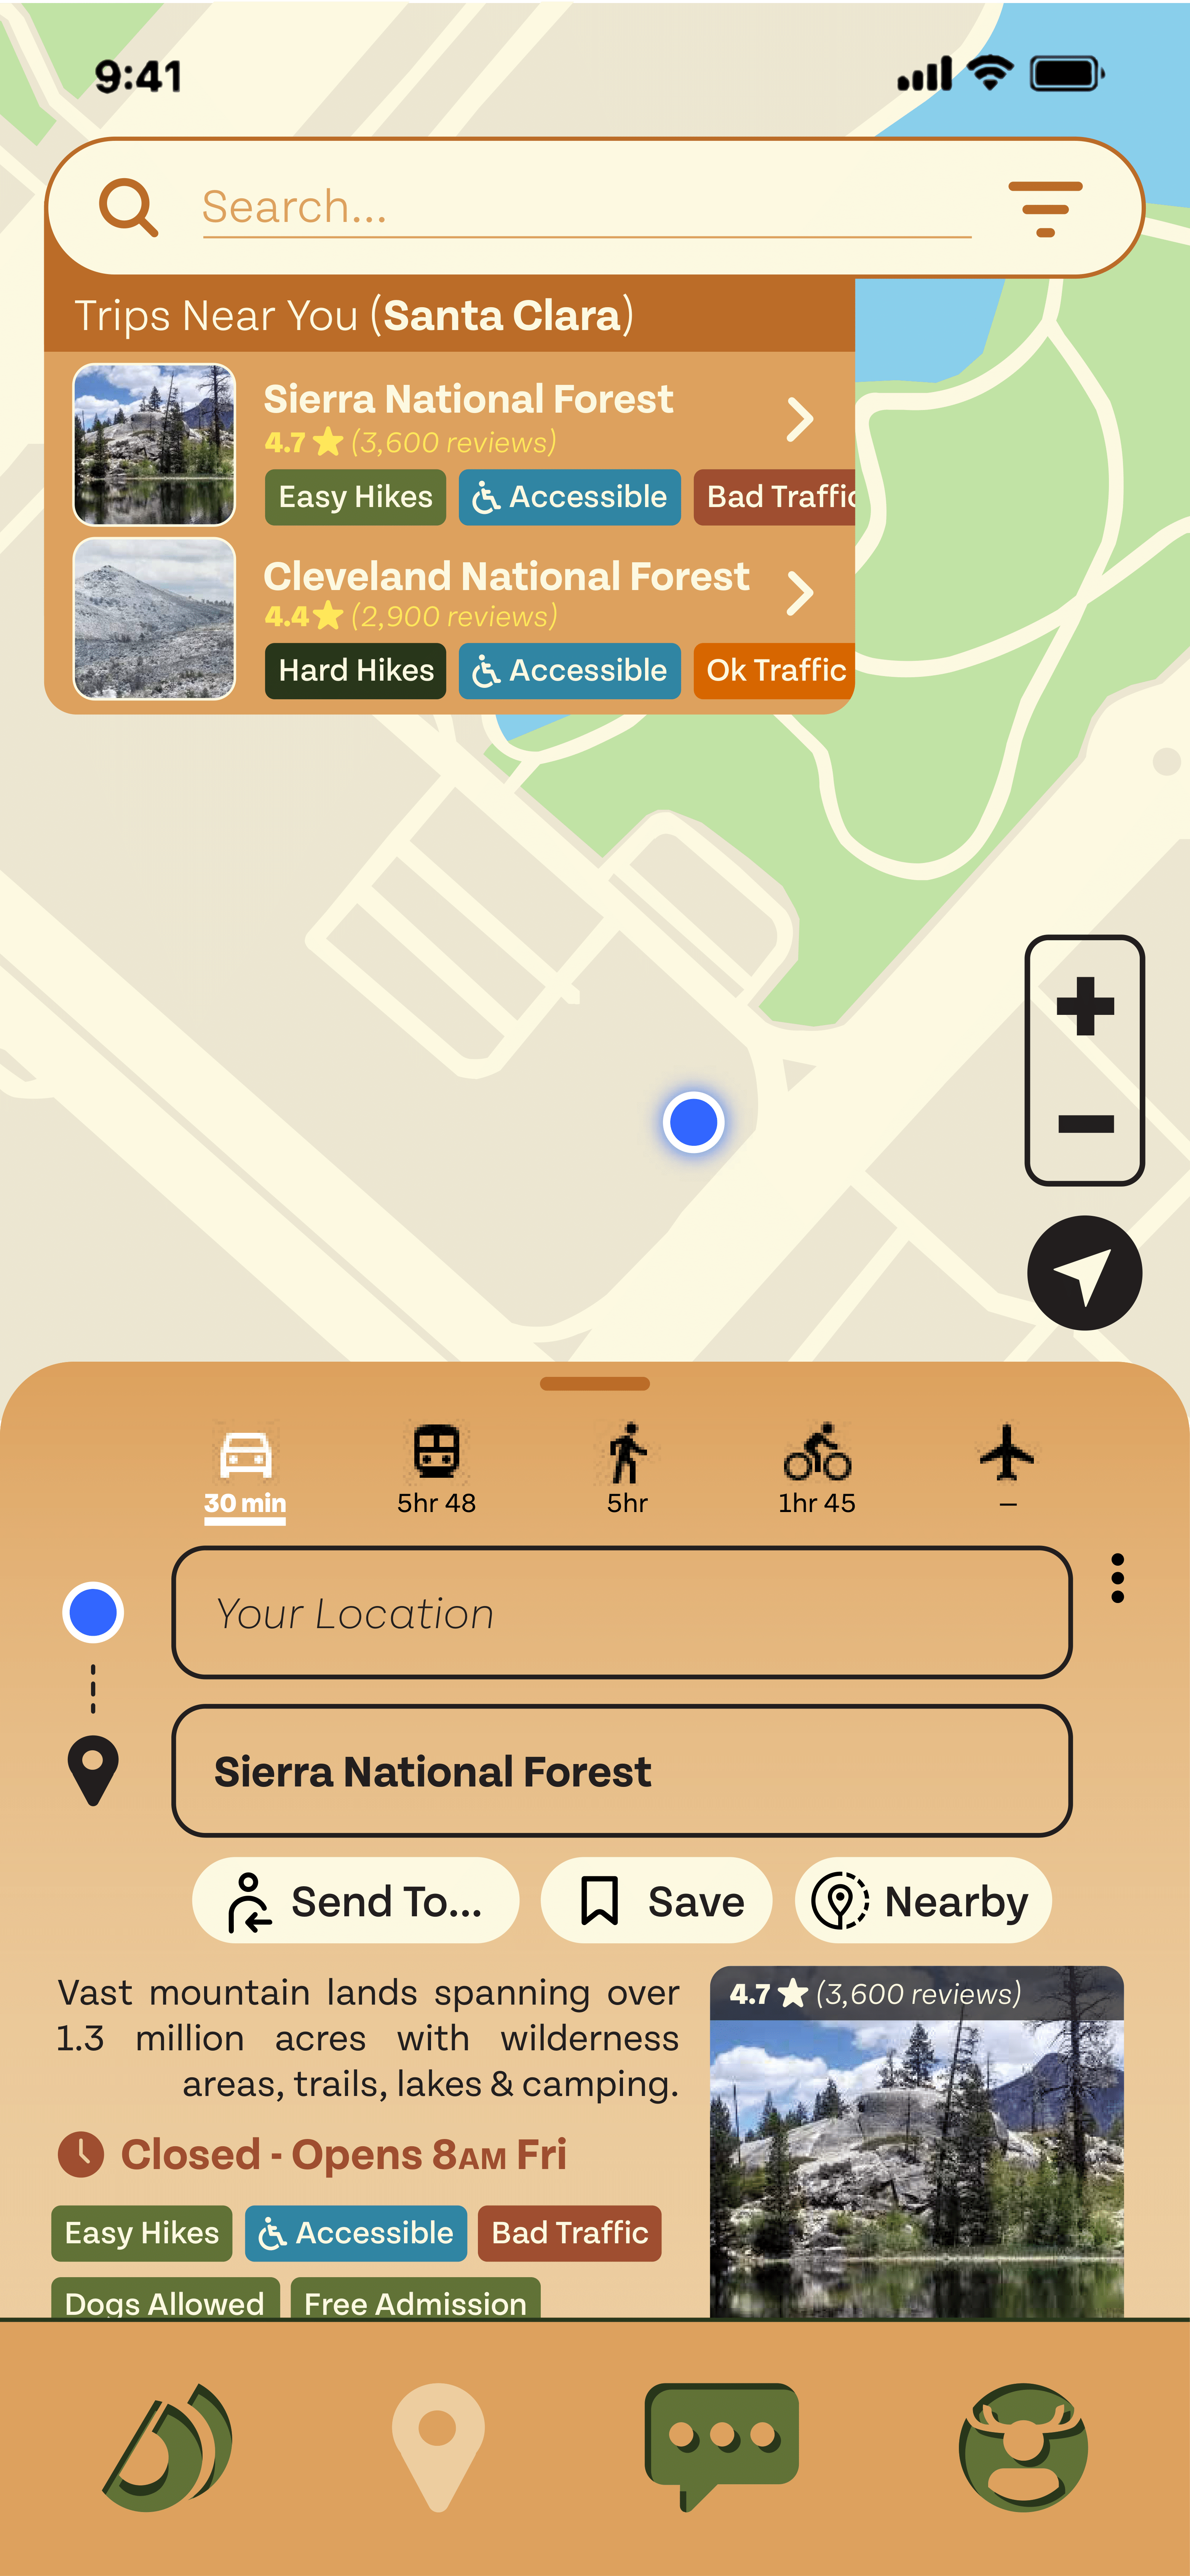 9:41
Search...
Trips Near You (Santa Clara)
Sierra National Forest
4.7 ★ (3,600 reviews)
Easy Hikes Accessible Bad Traffic
Cleveland National Forest
4.4 ★ (2,900 reviews)
Hard Hikes Accessible Ok Traffic
30 min 5hr 48 5hr 1hr 45 –
Your Location
Sierra National Forest
Send To... Save Nearby
Vast mountain lands spanning over
1.3 million acres with wilderness
areas, trails, lakes & camping.
4.7 ★ (3,600 reviews)
Closed - Opens 8AM Fri
Easy Hikes Accessible Bad Traffic
Dogs Allowed Free Admission